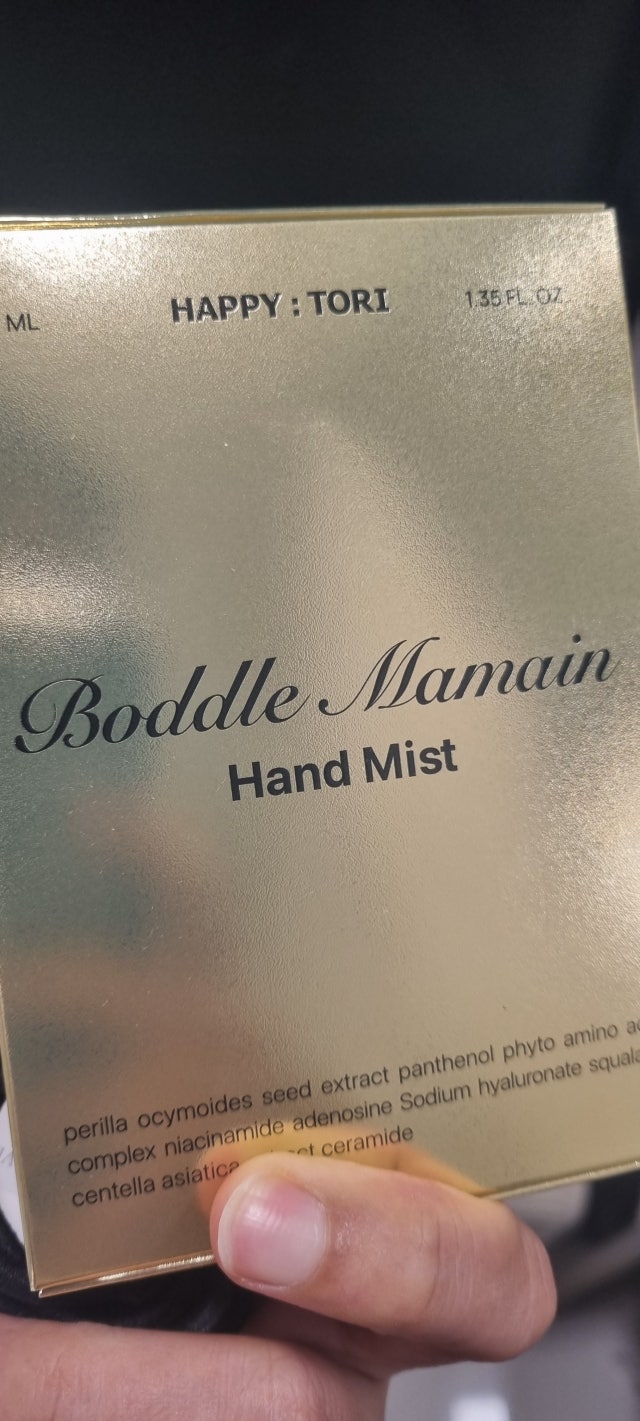 ML
HAPPY : TORI
1.35 FL. OZ
Boddle Mamain
Hand Mist
perilla ocymoides seed extract panthenol phyto amino
complex niacinamide adenosine Sodium hyaluronate
centella asiatica ceramide